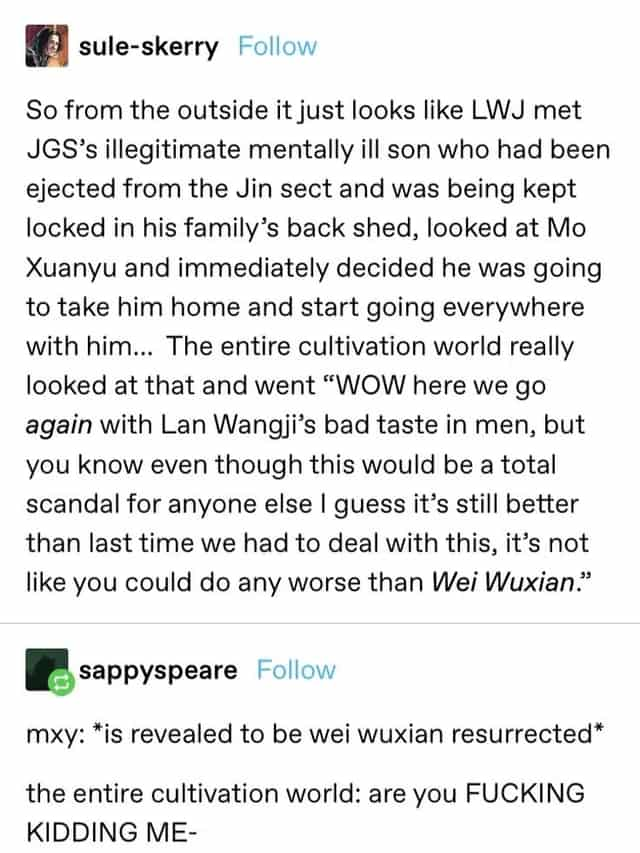 sule-skerry Follow
So from the outside it just looks like LWJ met
JGS’s illegitimate mentally ill son who had been
ejected from the Jin sect and was being kept
locked in his family’s back shed, looked at Mo
Xuanyu and immediately decided he was going
to take him home and start going everywhere
with him... The entire cultivation world really
looked at that and went “WOW here we go
again with Lan Wangji’s bad taste in men, but
you know even though this would be a total
scandal for anyone else I guess it’s still better
than last time we had to deal with this, it’s not
like you could do any worse than Wei Wuxian.”
sappyspeare Follow
mxy: *is revealed to be wei wuxian resurrected*
the entire cultivation world: are you FUCKING
KIDDING ME-